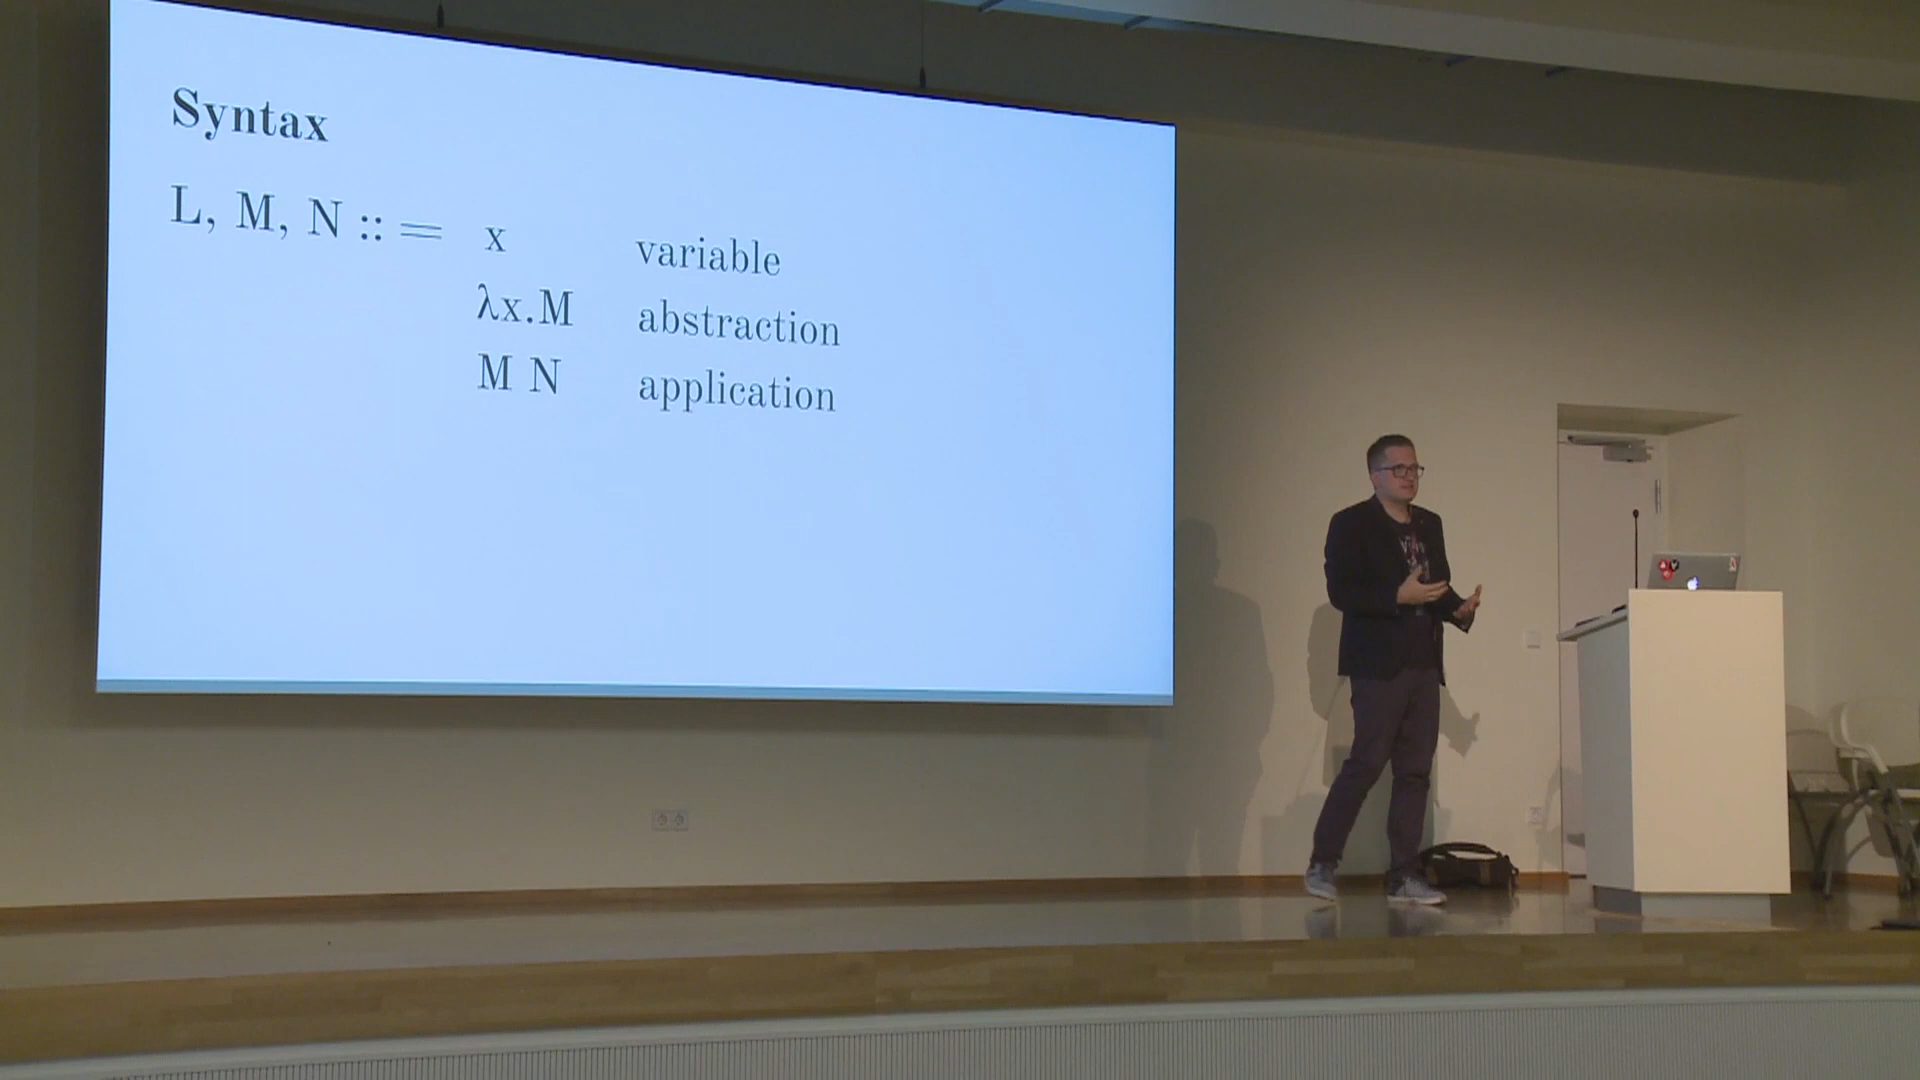 Syntax
L, M, N ::= x variable
λx.M abstraction
M N application